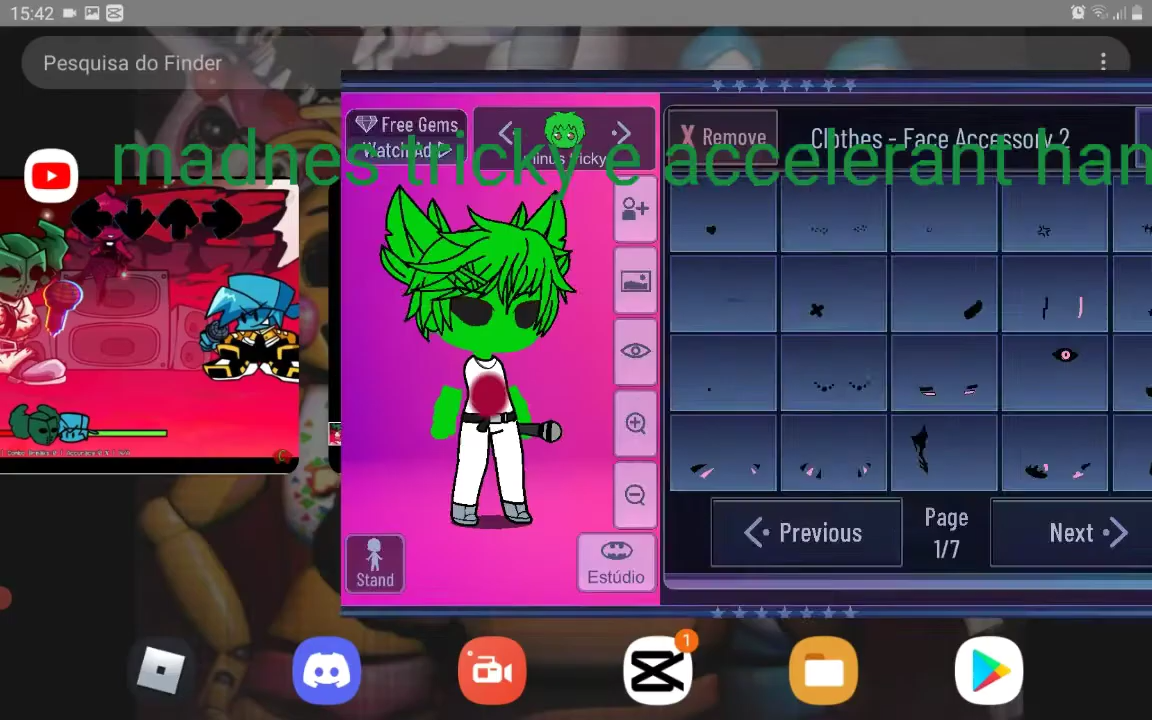 15:42
Pesquisa do Finder
Free Gems
Watch Ad
Remove
Clothes - Face Accessory 2
madnes tricky e accelerant han
Previous
Page
1/7
Next
Stand
Estúdio
1